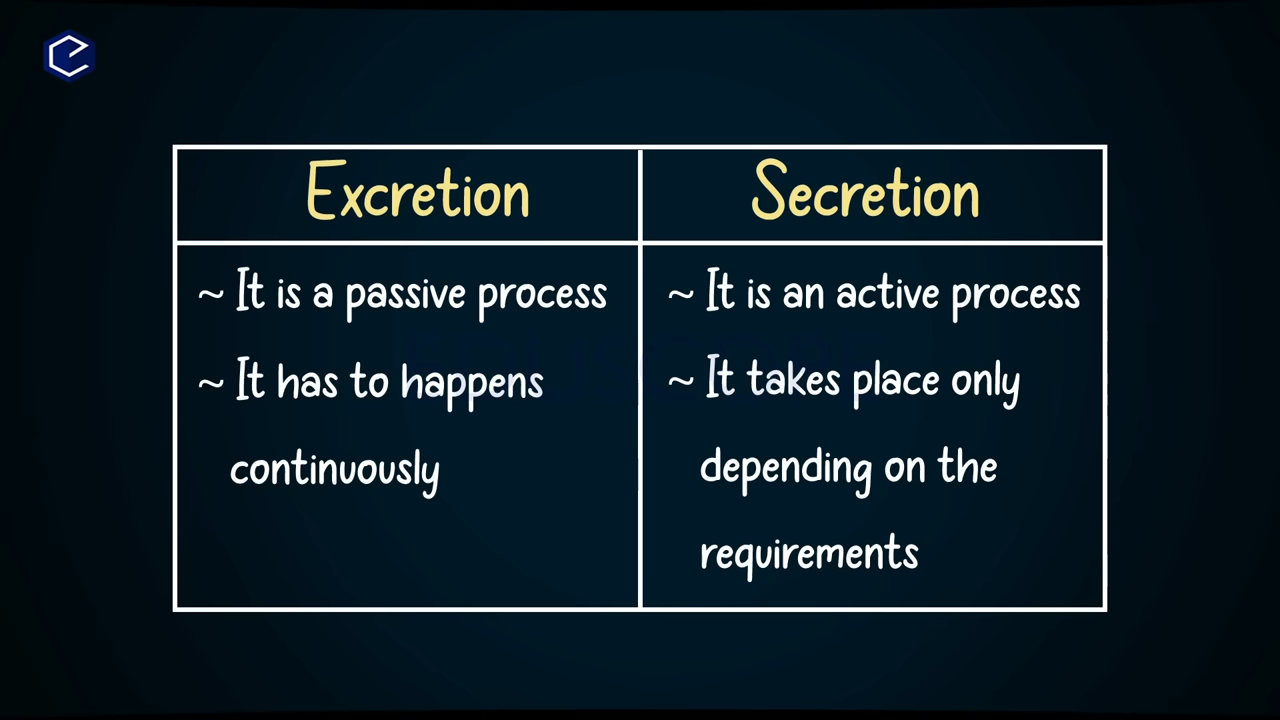 Excretion
Secretion
~ It is a passive process
~ It has to happens
continuously
~ It is an active process
~ It takes place only
depending on the
requirements